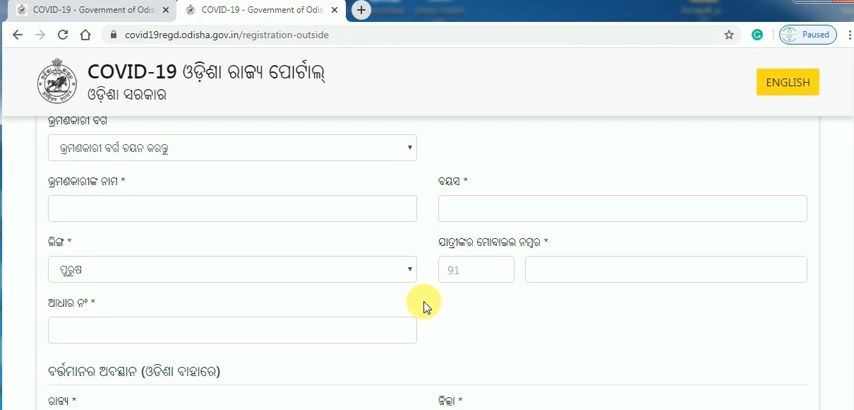 COVID-19 - Government of Odis
COVID-19 - Government of Odis
covid19regd.odisha.gov.in/registration-outside
Paused
COVID-19 ଓଡ଼ିଶା ରାଜ୍ୟ ପୋର୍ଟାଲ୍
ଓଡ଼ିଶା ସରକାର
ENGLISH
ଭ୍ରମଣକାରୀ ବର୍ଗ
ଭ୍ରମଣକାରୀ ବର୍ଗ ଚୟନ କରନ୍ତୁ
ଭ୍ରମଣକାରୀଙ୍କ ନାମ *
ବୟସ *
ଲିଙ୍ଗ *
ଯାତ୍ରୀଙ୍କର ମୋବାଇଲ ନମ୍ବର *
ପୁରୁଷ
91
ଆଧାର ନଂ *
ବର୍ତ୍ତମାନର ଅବସ୍ଥାନ (ଓଡିଶା ବାହାରେ)
ରାଜ୍ୟ *
ଜିଲ୍ଲା *